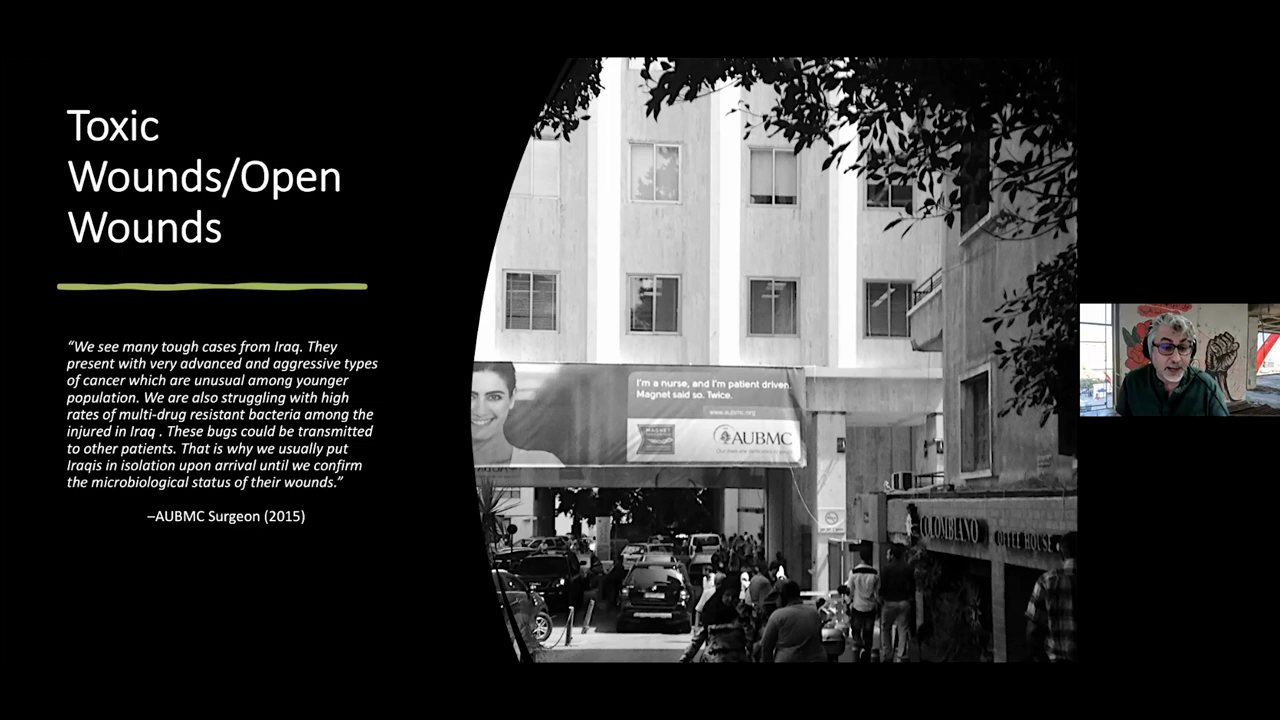 Toxic
Wounds/Open
Wounds
“We see many tough cases from Iraq. They
present with very advanced and aggressive types
of cancer which are unusual among younger
population. We are also struggling with high
rates of multi-drug resistant bacteria among the
injured in Iraq . These bugs could be transmitted
to other patients. That is why we usually put
Iraqis in isolation upon arrival until we confirm
the microbiological status of their wounds.”
–AUBMC Surgeon (2015)
I'm a nurse, and I'm patient driven.
Magnet said so. Twice.
www.aubmc.org
MAGNET
AUBMC
COLOMBIANO
COFFEE HOUSE